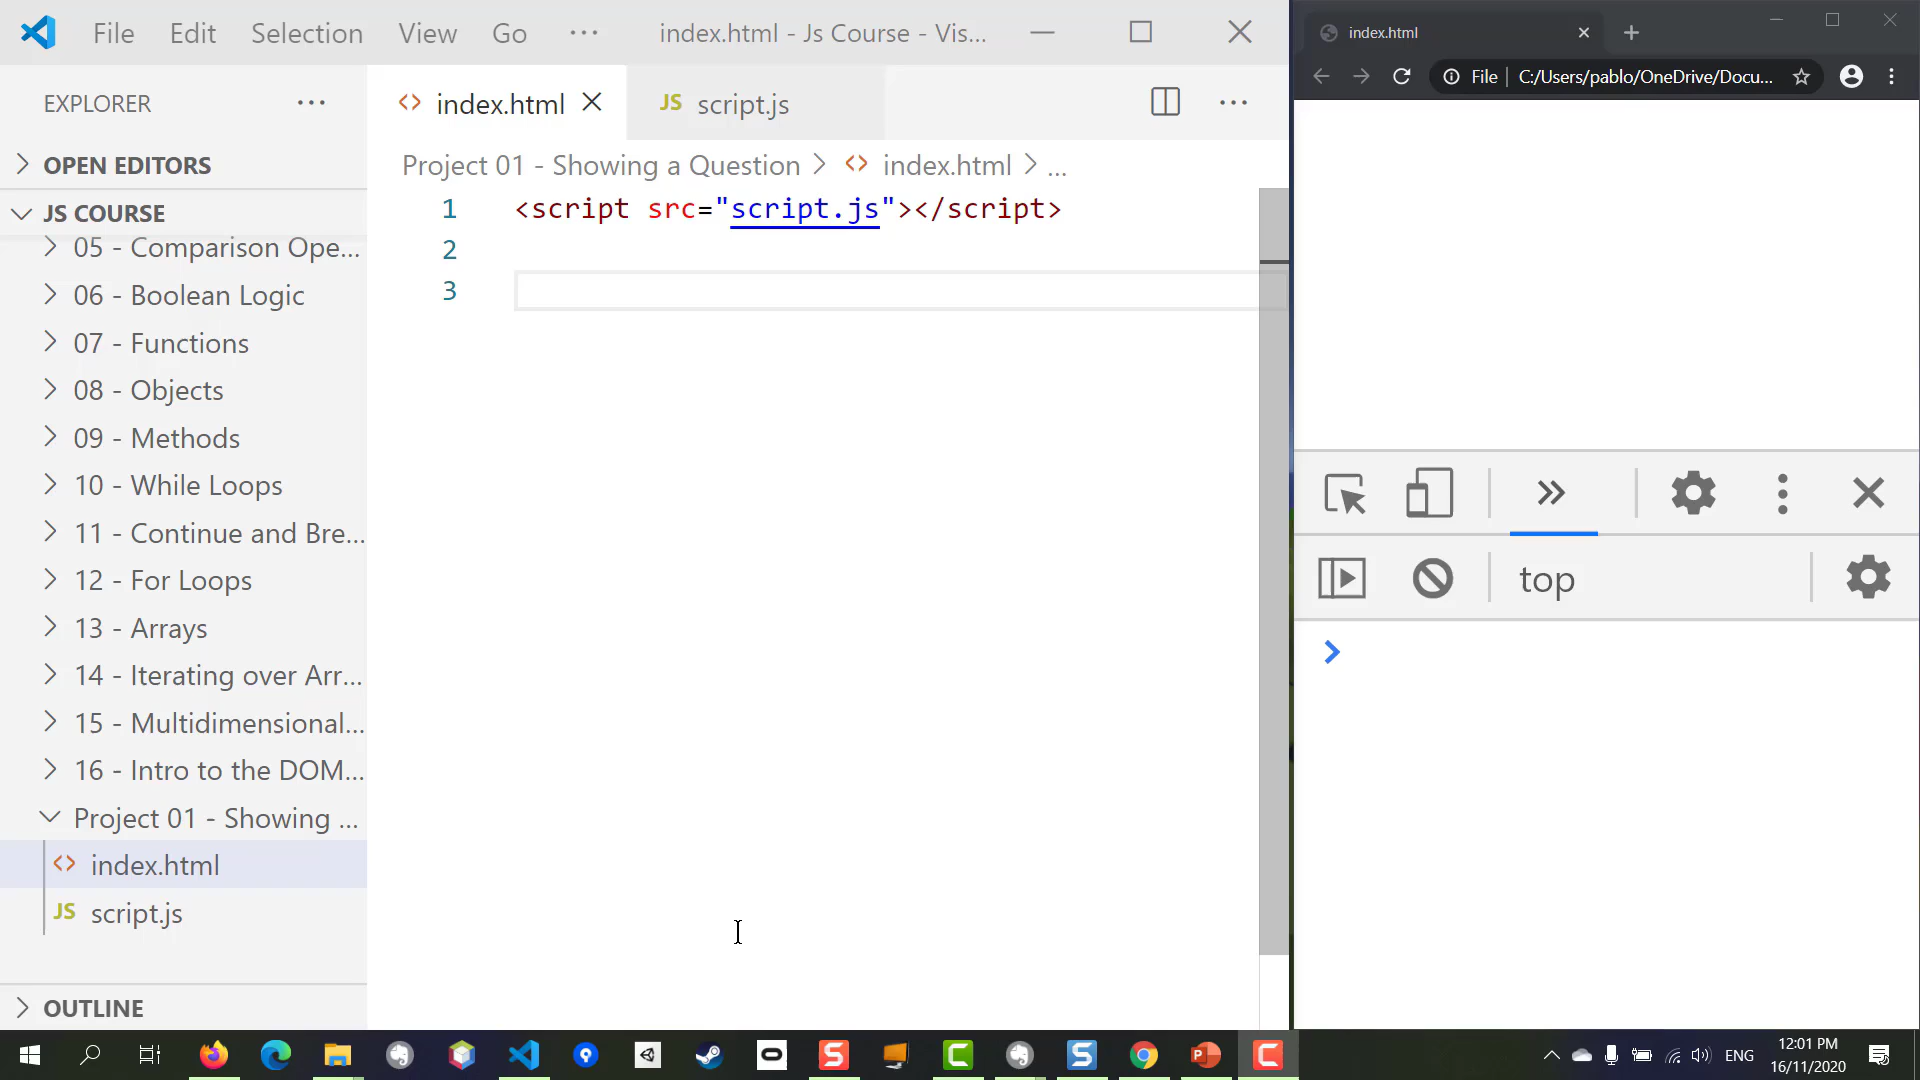 File Edit Selection View Go ··· index.html - Js Course - Vis...
EXPLORER ···
OPEN EDITORS
JS COURSE
05 - Comparison Ope...
06 - Boolean Logic
07 - Functions
08 - Objects
09 - Methods
10 - While Loops
11 - Continue and Bre...
12 - For Loops
13 - Arrays
14 - Iterating over Arr...
15 - Multidimensional...
16 - Intro to the DOM...
Project 01 - Showing ...
index.html
JS script.js
OUTLINE
index.html
JS script.js
Project 01 - Showing a Question > index.html > ...
1 <script src="script.js"></script>
2
3
index.html
File C:/Users/pablo/OneDrive/Docu...
top
ENG
12:01 PM
16/11/2020